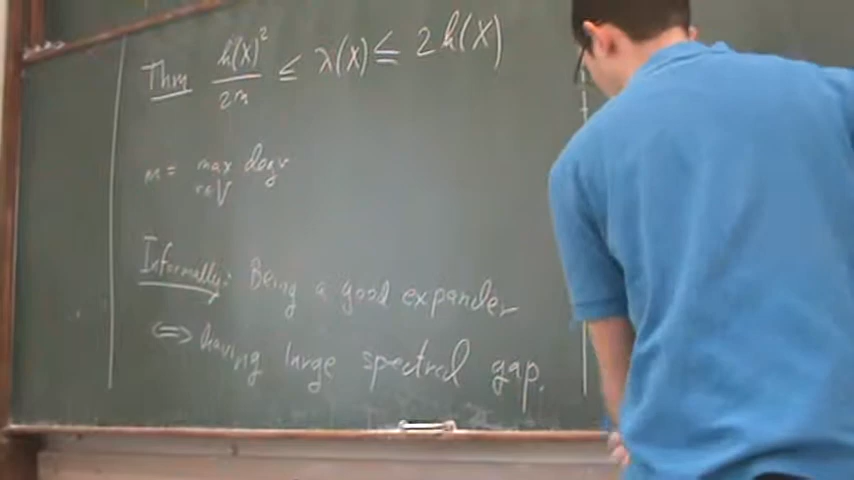 Thm h(X)²/2m ≤ λ(X) ≤ 2h(X)
m = max deg v
v∈V
Informally: Being a good expander
⟺ having large spectral gap.